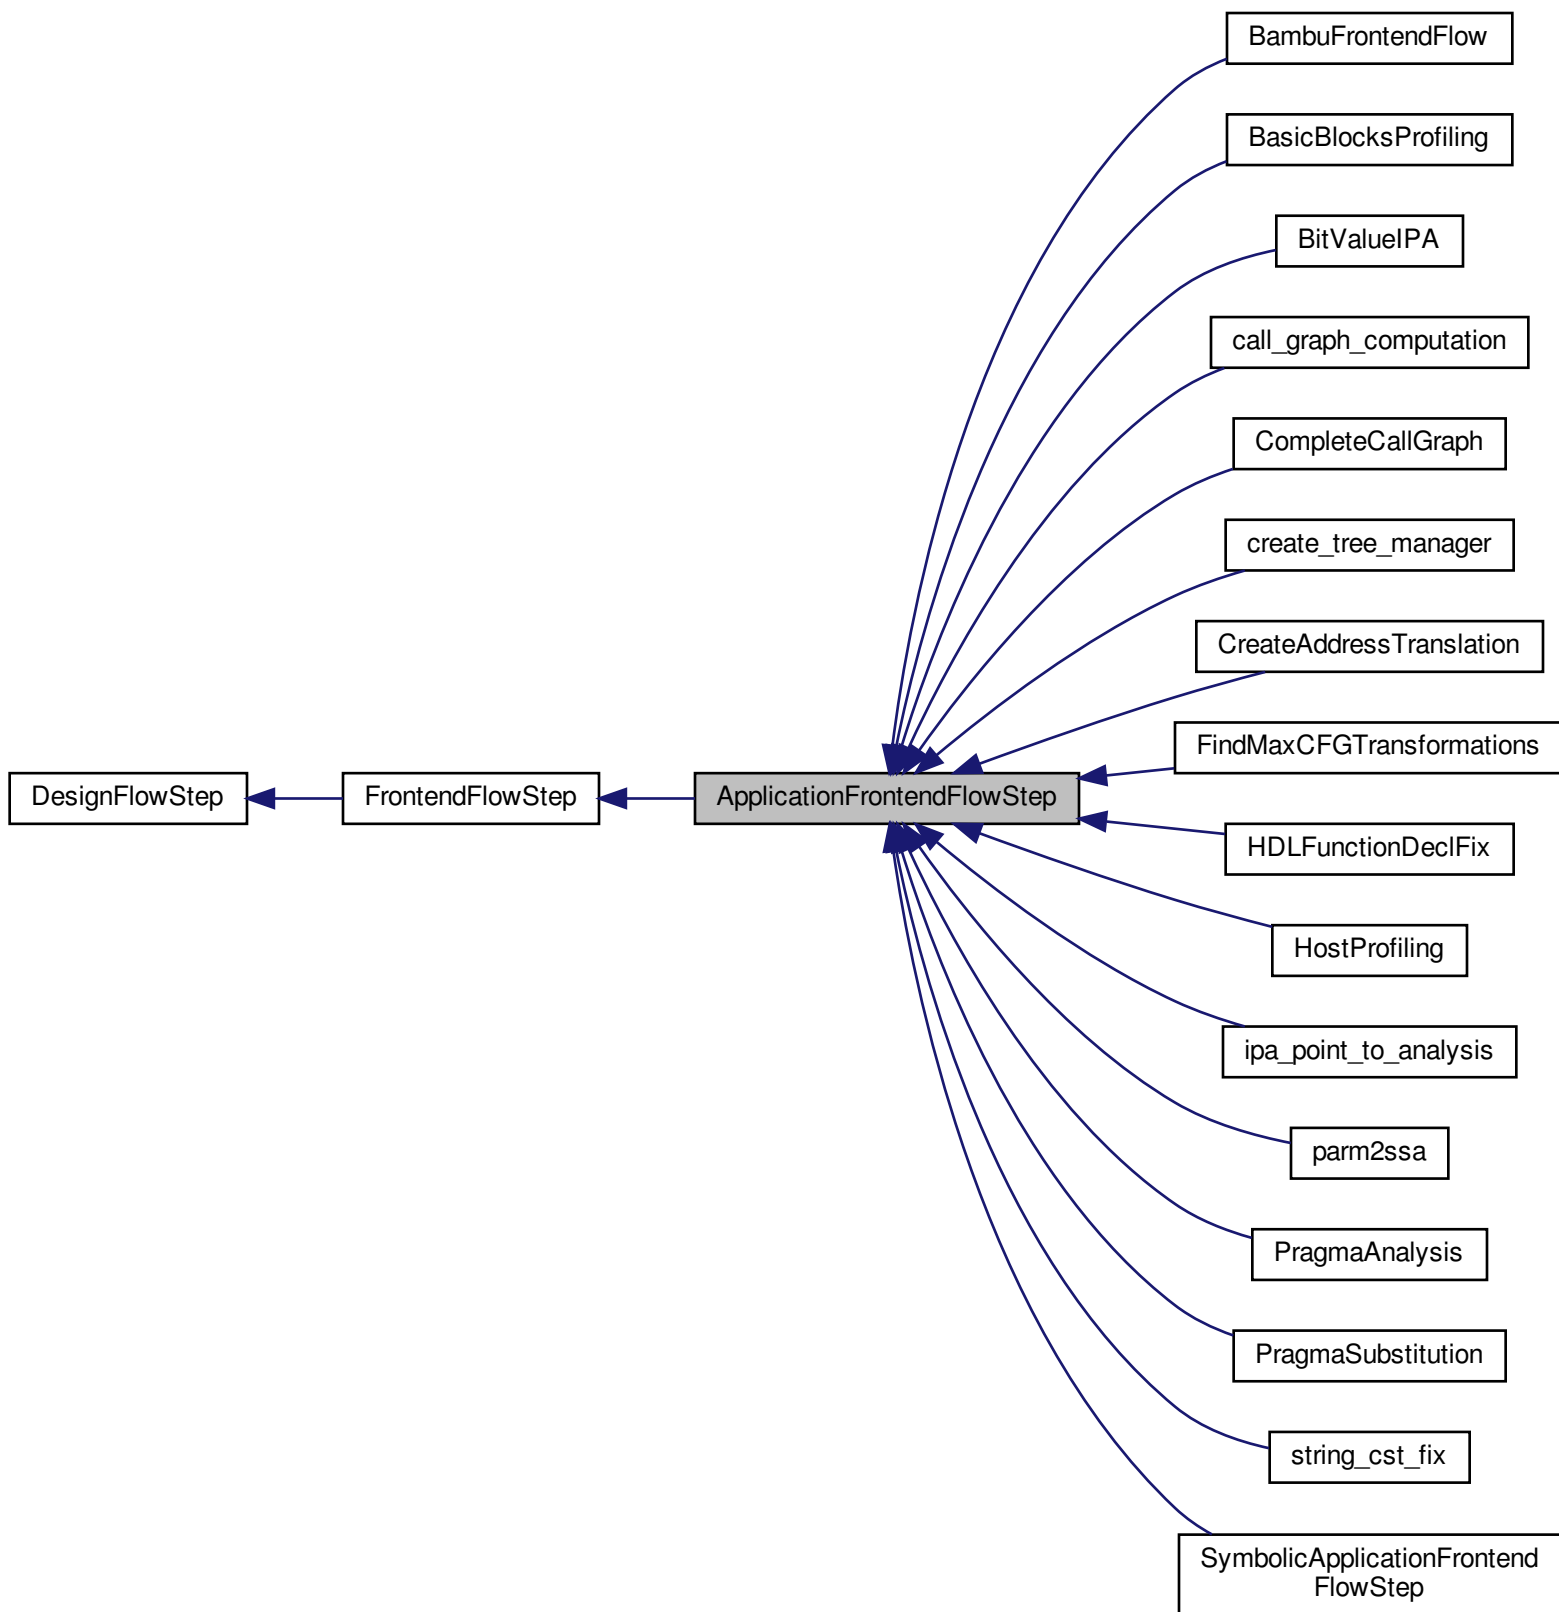 BambuFrontendFlow
BasicBlocksProfiling
BitValueIPA
call_graph_computation
CompleteCallGraph
create_tree_manager
CreateAddressTranslation
FindMaxCFGTransformations
DesignFlowStep
FrontendFlowStep
ApplicationFrontendFlowStep
HDLFunctionDeclFix
HostProfiling
ipa_point_to_analysis
parm2ssa
PragmaAnalysis
PragmaSubstitution
string_cst_fix
SymbolicApplicationFrontend
FlowStep